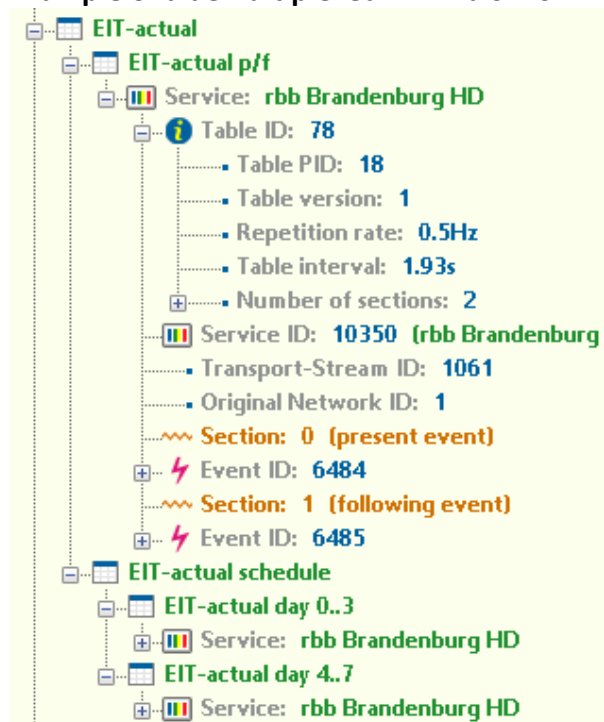 EIT-actual
EIT-actual p/f
Service: rbb Brandenburg HD
Table ID: 78
Table PID: 18
Table version: 1
Repetition rate: 0.5Hz
Table interval: 1.93s
Number of sections: 2
Service ID: 10350 (rbb Brandenburg
Transport-Stream ID: 1061
Original Network ID: 1
Section: 0 (present event)
Event ID: 6484
Section: 1 (following event)
Event ID: 6485
EIT-actual schedule
EIT-actual day 0..3
Service: rbb Brandenburg HD
EIT-actual day 4..7
Service: rbb Brandenburg HD